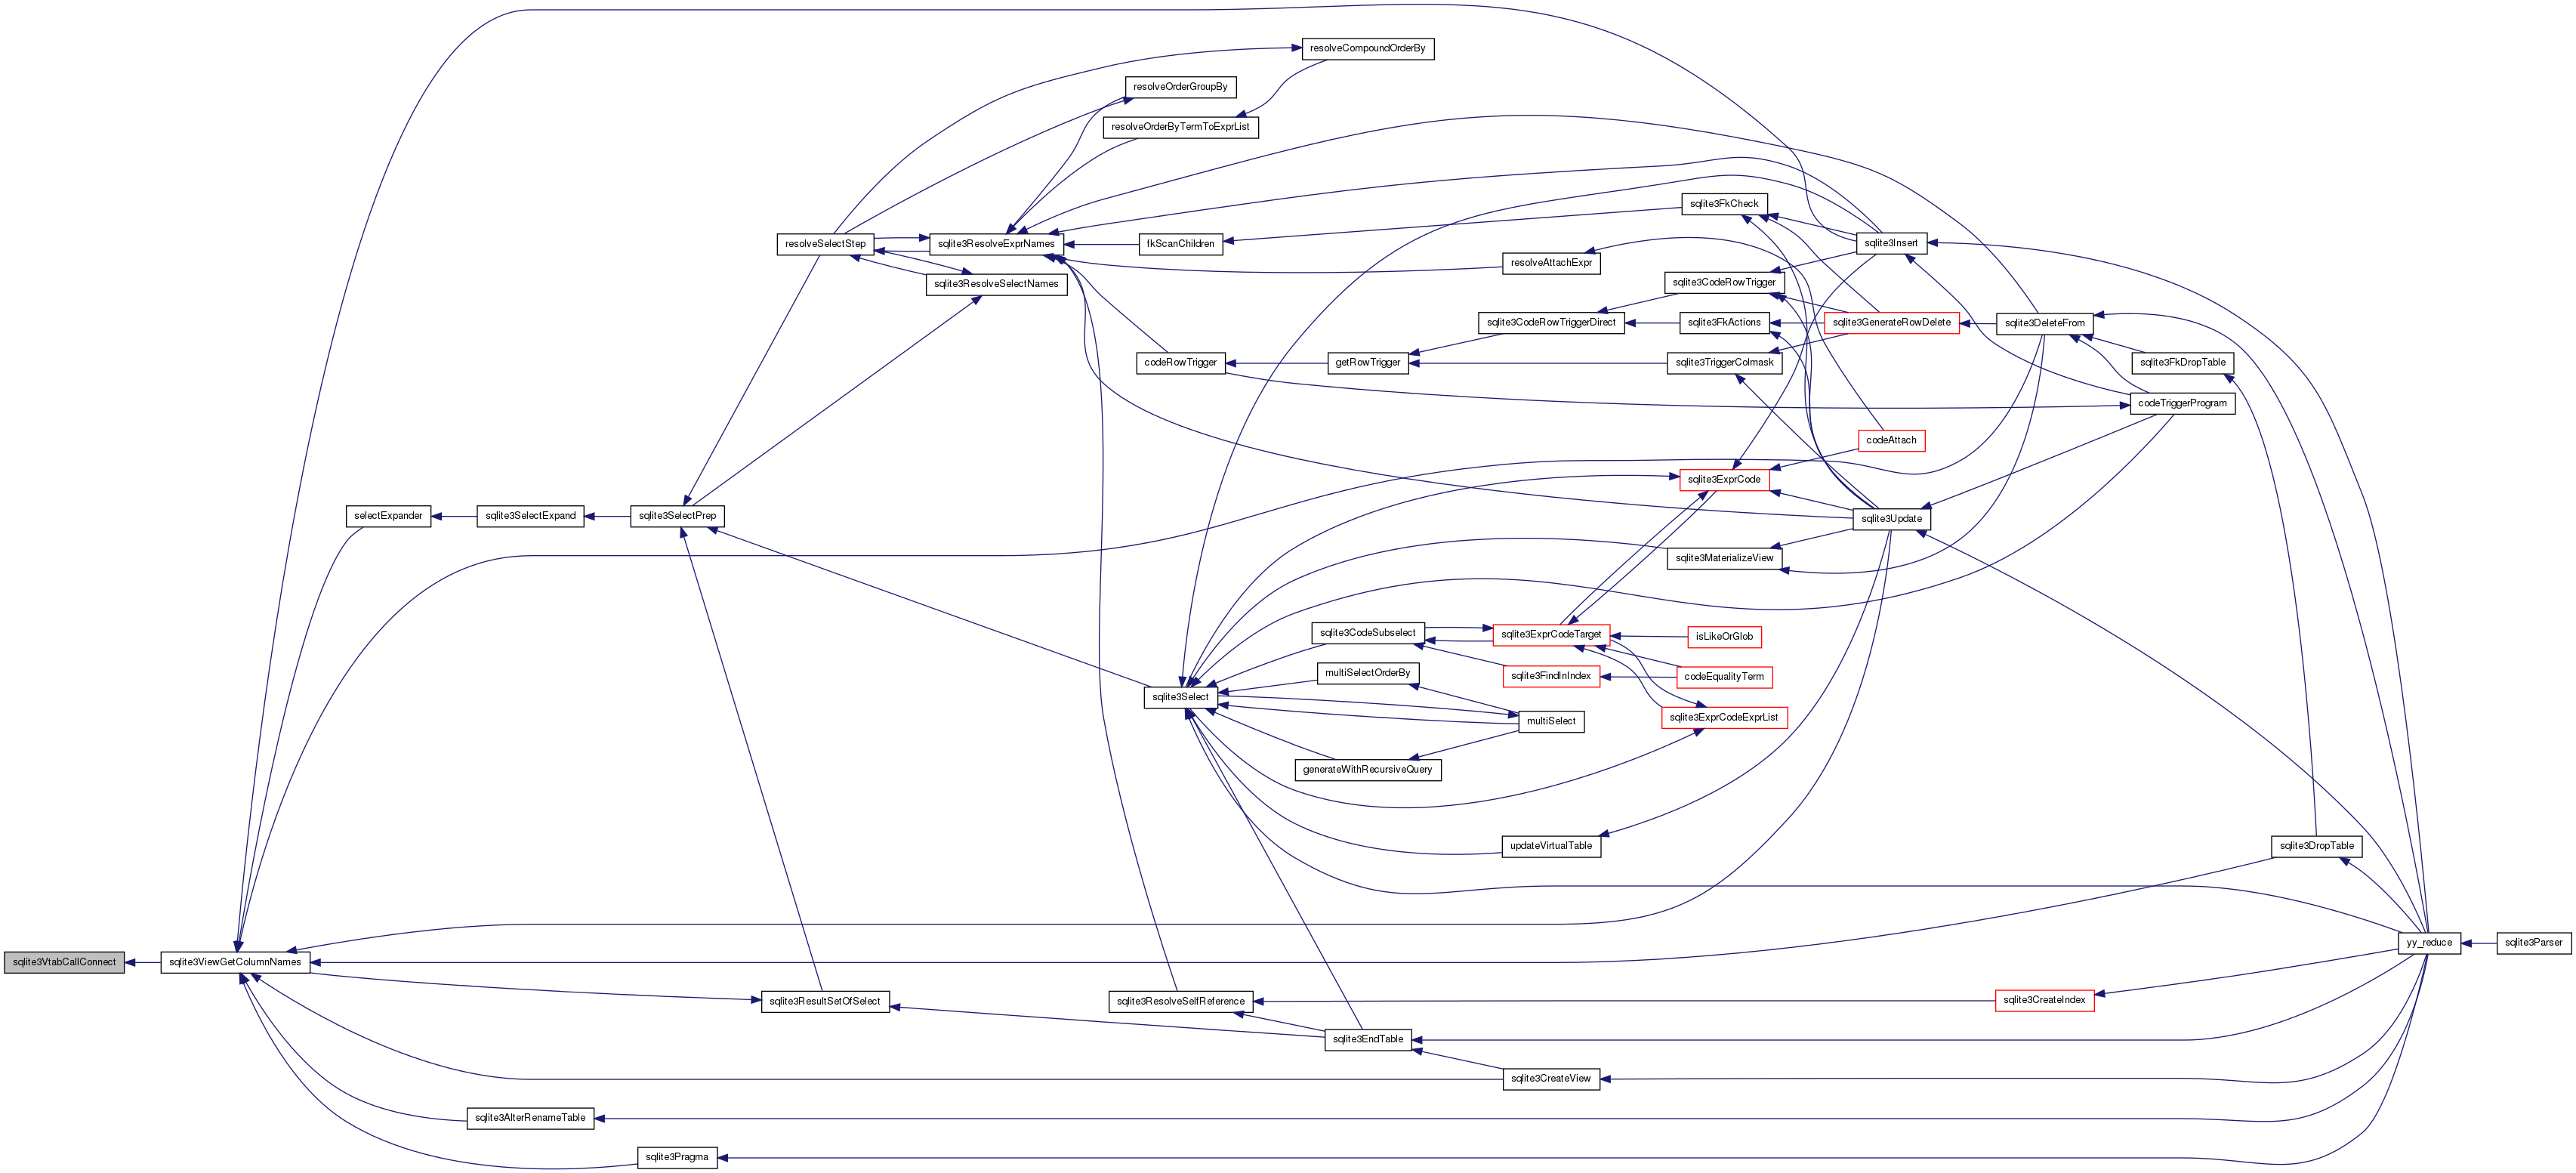 resolveCompoundOrderBy
resolveOrderGroupBy
resolveOrderByTermToExprList
sqlite3FkCheck
resolveSelectStep
sqlite3ResolveExprNames
fkScanChildren
sqlite3Insert
resolveAttachExpr
sqlite3ResolveSelectNames
sqlite3CodeRowTrigger
sqlite3CodeRowTriggerDirect
sqlite3FkActions
sqlite3GenerateRowDelete
sqlite3DeleteFrom
codeRowTrigger
getRowTrigger
sqlite3TriggerColmask
sqlite3FkDropTable
codeTriggerProgram
codeAttach
sqlite3ExprCode
selectExpander
sqlite3SelectExpand
sqlite3SelectPrep
sqlite3Update
sqlite3MaterializeView
sqlite3CodeSubselect
sqlite3ExprCodeTarget
isLikeOrGlob
multiSelectOrderBy
sqlite3FindInIndex
codeEqualityTerm
sqlite3Select
multiSelect
sqlite3ExprCodeExprList
generateWithRecursiveQuery
updateVirtualTable
sqlite3DropTable
yy_reduce
sqlite3Parser
sqlite3VtabCallConnect
sqlite3ViewGetColumnNames
sqlite3ResultSetOfSelect
sqlite3ResolveSelfReference
sqlite3CreateIndex
sqlite3EndTable
sqlite3CreateView
sqlite3AlterRenameTable
sqlite3Pragma